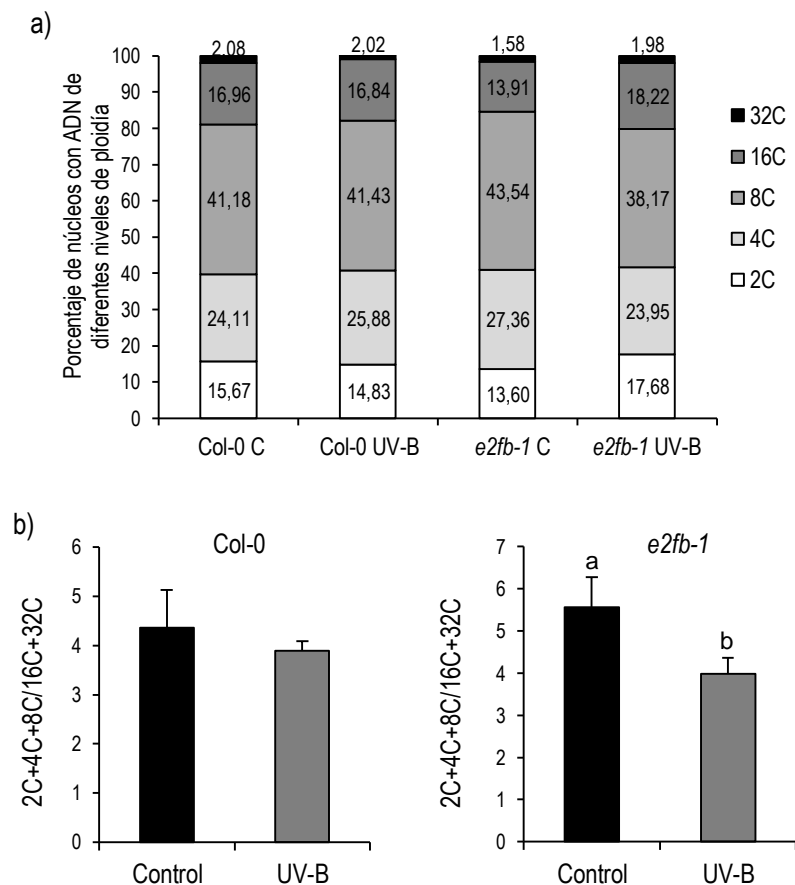 a)
Porcentaje de núcleos con ADN de
diferentes niveles de ploidía
100
90
80
70
60
50
40
30
20
10
0
2,08
2,02
1,58
1,98
16,96
16,84
13,91
18,22
41,18
41,43
43,54
38,17
24,11
25,88
27,36
23,95
15,67
14,83
13,60
17,68
Col-0 C
Col-0 UV-B
e2fb-1 C
e2fb-1 UV-B
32C
16C
8C
4C
2C
b)
Col-0
2C+4C+8C/16C+32C
6
5
4
3
2
1
0
Control
UV-B
e2fb-1
2C+4C+8C/16C+32C
7
6
5
4
3
2
1
0
a
b
Control
UV-B